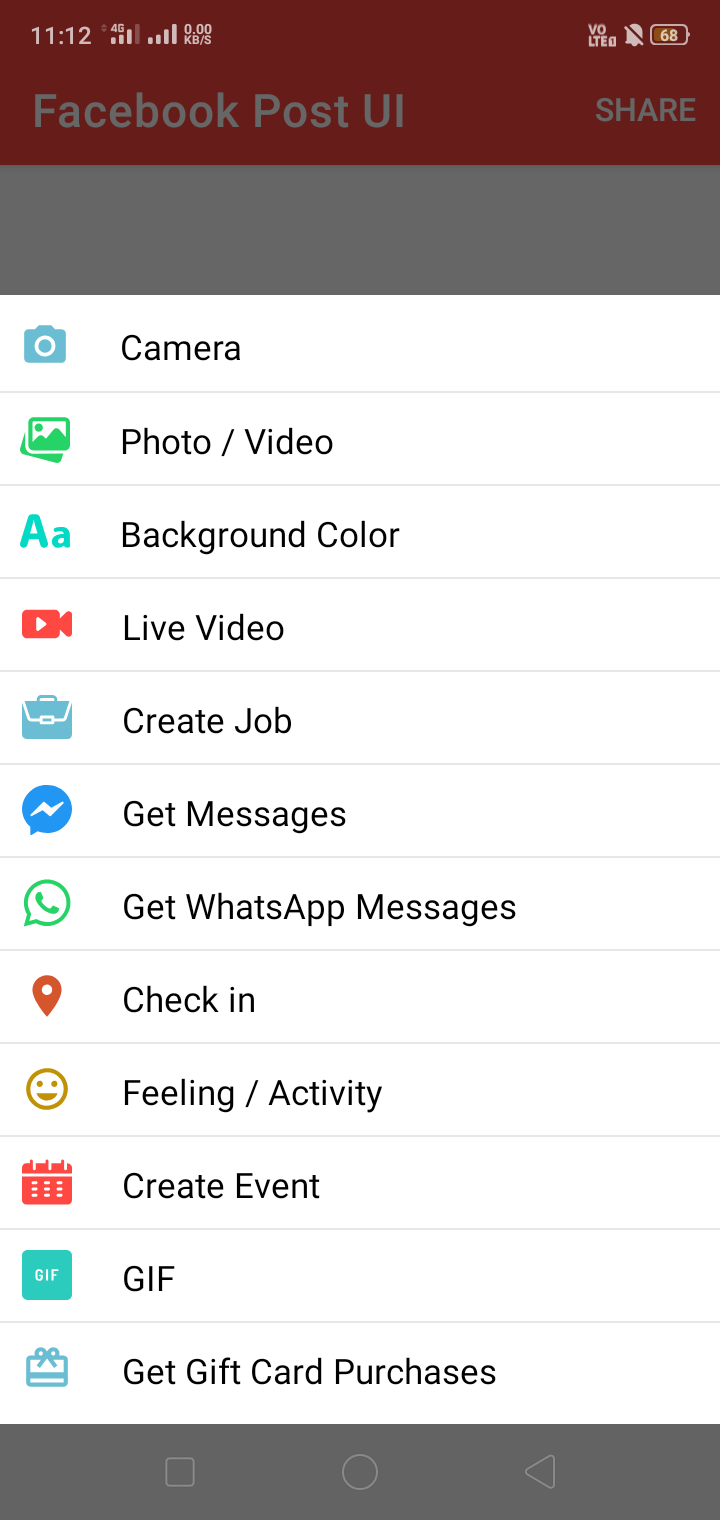 11:12 4G 0.00 KB/S VO LTE 68
Facebook Post UI SHARE
Camera
Photo / Video
Aa Background Color
Live Video
Create Job
Get Messages
Get WhatsApp Messages
Check in
Feeling / Activity
Create Event
GIF GIF
Get Gift Card Purchases